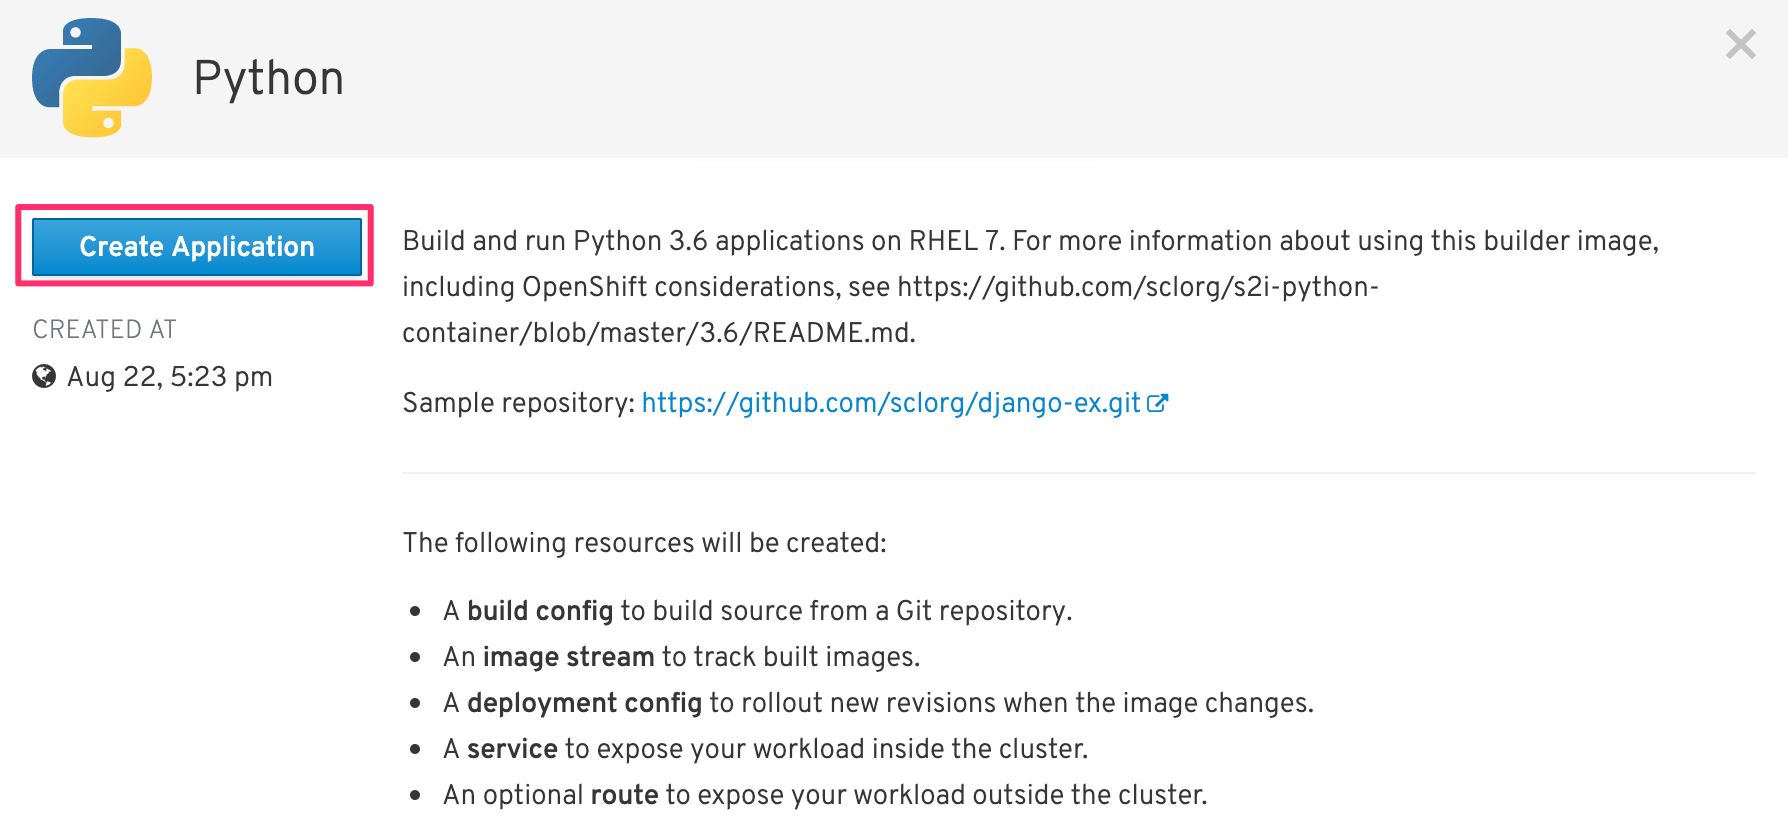 Python
Create Application
CREATED AT
Aug 22, 5:23 pm
Build and run Python 3.6 applications on RHEL 7. For more information about using this builder image,
including OpenShift considerations, see https://github.com/sclorg/s2i-python-
container/blob/master/3.6/README.md.
Sample repository: https://github.com/sclorg/django-ex.git
The following resources will be created:
• A build config to build source from a Git repository.
• An image stream to track built images.
• A deployment config to rollout new revisions when the image changes.
• A service to expose your workload inside the cluster.
• An optional route to expose your workload outside the cluster.